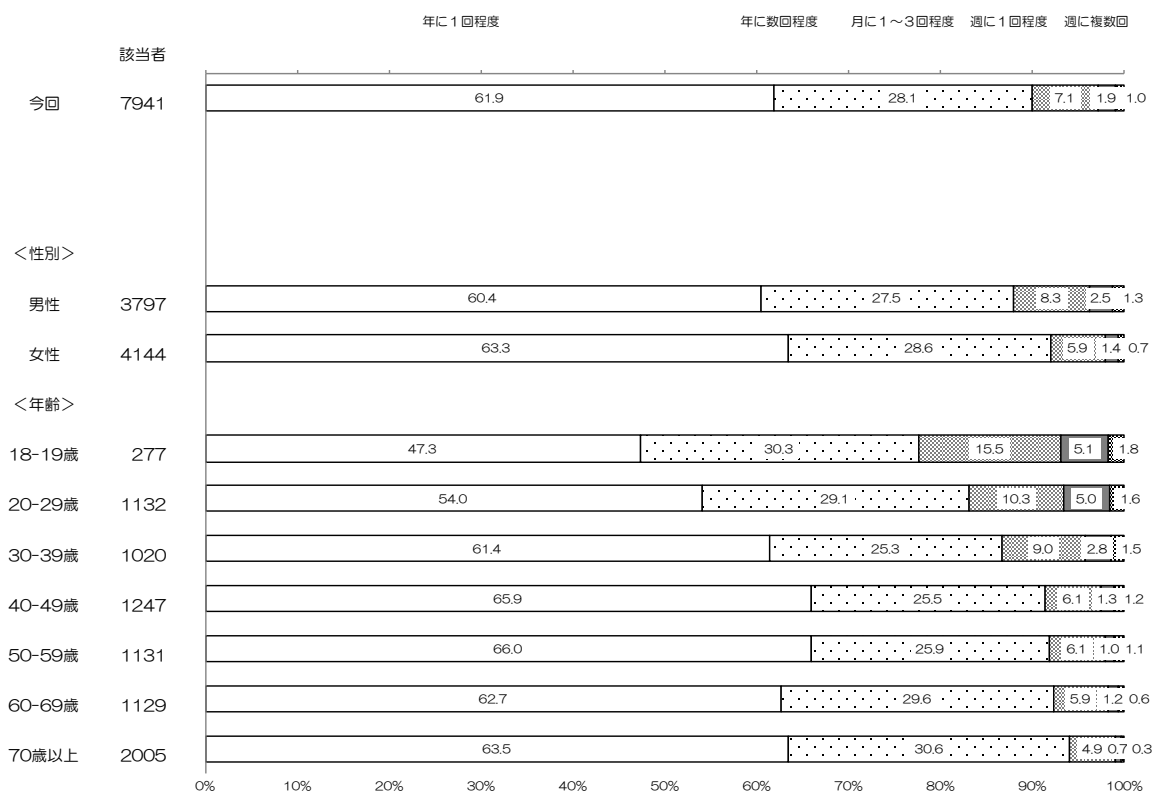 年に１回程度 年に数回程度 月に１～３回程度 週に１回程度 週に複数回
該当者
今回 7941 61.9 28.1 7.1 1.9 1.0
＜性別＞
男性 3797 60.4 27.5 8.3 2.5 1.3
女性 4144 63.3 28.6 5.9 1.4 0.7
＜年齢＞
18-19歳 277 47.3 30.3 15.5 5.1 1.8
20-29歳 1132 54.0 29.1 10.3 5.0 1.6
30-39歳 1020 61.4 25.3 9.0 2.8 1.5
40-49歳 1247 65.9 25.5 6.1 1.3 1.2
50-59歳 1131 66.0 25.9 6.1 1.0 1.1
60-69歳 1129 62.7 29.6 5.9 1.2 0.6
70歳以上 2005 63.5 30.6 4.9 0.7 0.3
0% 10% 20% 30% 40% 50% 60% 70% 80% 90% 100%